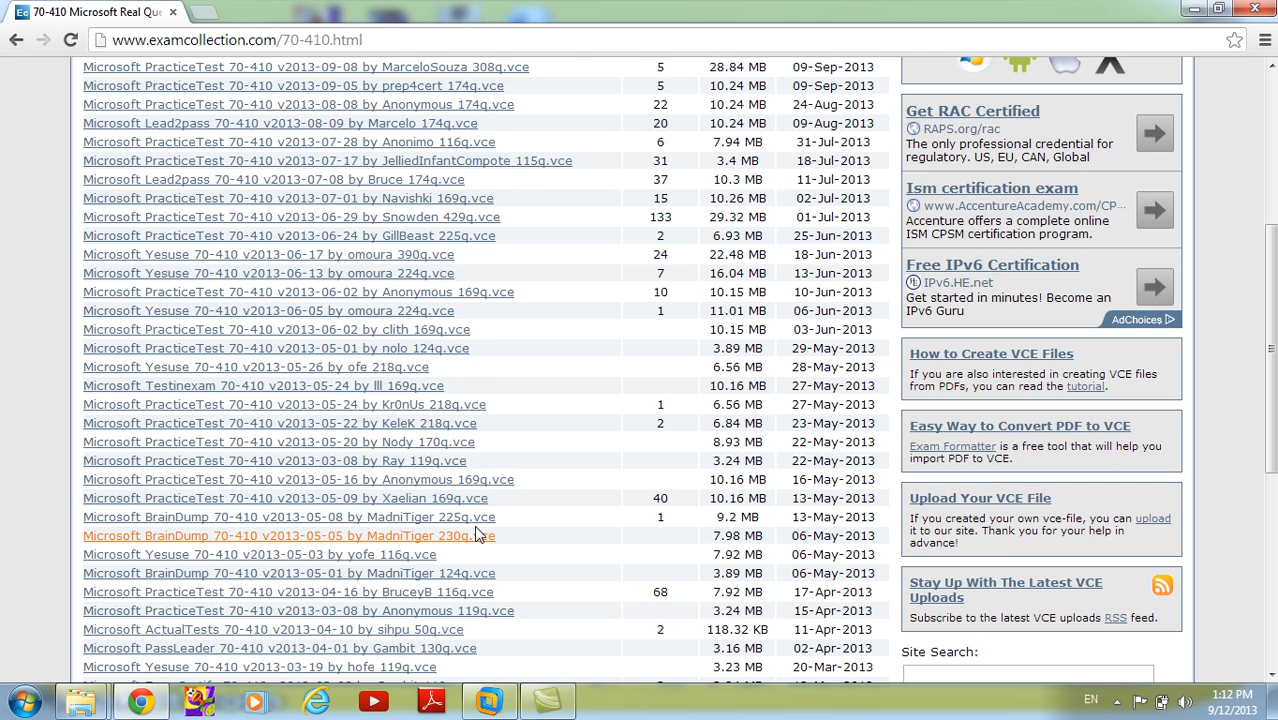 70-410 Microsoft Real Qu
www.examcollection.com/70-410.html
Microsoft PracticeTest 70-410 v2013-09-08 by MarceloSouza 308q.vce 5 28.84 MB 09-Sep-2013
Microsoft PracticeTest 70-410 v2013-09-05 by prep4cert 174q.vce 5 10.24 MB 09-Sep-2013
Microsoft PracticeTest 70-410 v2013-08-08 by Anonymous 174q.vce 22 10.24 MB 24-Aug-2013
Microsoft Lead2pass 70-410 v2013-08-09 by Marcelo 174q.vce 20 10.24 MB 09-Aug-2013
Microsoft PracticeTest 70-410 v2013-07-28 by Anonimo 116q.vce 6 7.94 MB 31-Jul-2013
Microsoft PracticeTest 70-410 v2013-07-17 by JelliedInfantCompote 115q.vce 31 3.4 MB 18-Jul-2013
Microsoft Lead2pass 70-410 v2013-07-08 by Bruce 174q.vce 37 10.3 MB 11-Jul-2013
Microsoft PracticeTest 70-410 v2013-07-01 by Navishki 169q.vce 15 10.26 MB 02-Jul-2013
Microsoft PracticeTest 70-410 v2013-06-29 by Snowden 429q.vce 133 29.32 MB 01-Jul-2013
Microsoft PracticeTest 70-410 v2013-06-24 by GillBeast 225q.vce 2 6.93 MB 25-Jun-2013
Microsoft Yesuse 70-410 v2013-06-17 by omoura 390q.vce 24 22.48 MB 18-Jun-2013
Microsoft Yesuse 70-410 v2013-06-13 by omoura 224q.vce 7 16.04 MB 13-Jun-2013
Microsoft PracticeTest 70-410 v2013-06-02 by Anonymous 169q.vce 10 10.15 MB 10-Jun-2013
Microsoft Yesuse 70-410 v2013-06-05 by omoura 224q.vce 1 11.01 MB 06-Jun-2013
Microsoft PracticeTest 70-410 v2013-06-02 by clith 169q.vce 10.15 MB 03-Jun-2013
Microsoft PracticeTest 70-410 v2013-05-01 by nolo 124q.vce 3.89 MB 29-May-2013
Microsoft Yesuse 70-410 v2013-05-26 by ofe 218q.vce 6.56 MB 28-May-2013
Microsoft Testinexam 70-410 v2013-05-24 by lll 169q.vce 10.16 MB 27-May-2013
Microsoft PracticeTest 70-410 v2013-05-24 by Kr0nUs 218q.vce 1 6.56 MB 27-May-2013
Microsoft PracticeTest 70-410 v2013-05-22 by KeleK 218q.vce 2 6.84 MB 23-May-2013
Microsoft PracticeTest 70-410 v2013-05-20 by Nody 170q.vce 8.93 MB 22-May-2013
Microsoft PracticeTest 70-410 v2013-03-08 by Ray 119q.vce 3.24 MB 22-May-2013
Microsoft PracticeTest 70-410 v2013-05-16 by Anonymous 169q.vce 10.16 MB 16-May-2013
Microsoft PracticeTest 70-410 v2013-05-09 by Xaelian 169q.vce 40 10.16 MB 13-May-2013
Microsoft BrainDump 70-410 v2013-05-08 by MadniTiger 225q.vce 1 9.2 MB 13-May-2013
Microsoft BrainDump 70-410 v2013-05-05 by MadniTiger 230q.vce 7.98 MB 06-May-2013
Microsoft Yesuse 70-410 v2013-05-03 by yofe 116q.vce 7.92 MB 06-May-2013
Microsoft BrainDump 70-410 v2013-05-01 by MadniTiger 124q.vce 3.89 MB 06-May-2013
Microsoft PracticeTest 70-410 v2013-04-16 by BruceyB 116q.vce 68 7.92 MB 17-Apr-2013
Microsoft PracticeTest 70-410 v2013-03-08 by Anonymous 119q.vce 3.24 MB 15-Apr-2013
Microsoft ActualTests 70-410 v2013-04-10 by sihpu 50q.vce 2 118.32 KB 11-Apr-2013
Microsoft PassLeader 70-410 v2013-04-01 by Gambit 130q.vce 3.16 MB 02-Apr-2013
Microsoft Yesuse 70-410 v2013-03-19 by hofe 119q.vce 3.23 MB 20-Mar-2013
Get RAC Certified
RAPS.org/rac
The only professional credential for
regulatory. US, EU, CAN, Global
Ism certification exam
www.AccentureAcademy.com/CP...
Accenture offers a complete online
ISM CPSM certification program.
Free IPv6 Certification
IPv6.HE.net
Get started in minutes! Become an
IPv6 Guru
AdChoices
How to Create VCE Files
If you are also interested in creating VCE files
from PDFs, you can read the tutorial.
Easy Way to Convert PDF to VCE
Exam Formatter is a free tool that will help you
import PDF to VCE.
Upload Your VCE File
If you created your own vce-file, you can upload
it to our site. Thank you for your help in
advance!
Stay Up With The Latest VCE
Uploads
Subscribe to the latest VCE uploads RSS feed.
Site Search:
EN
1:12 PM
9/12/2013